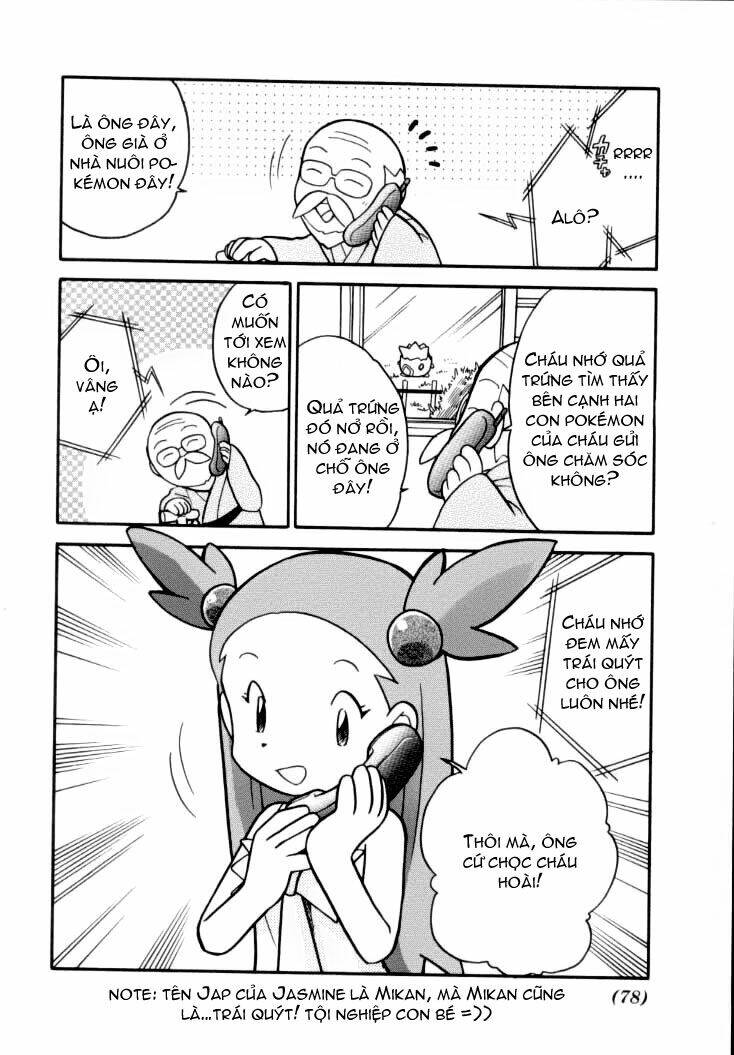 RRRR
....
ガチャ
ALÔ?
LÀ ÔNG ĐÂY,
ÔNG GIÀ Ở
NHÀ NUÔI PO-
KÉMON ĐÂY!
CHÁU NHỚ QUẢ
TRỨNG TÌM THẤY
BÊN CẠNH HAI
CON POKÉMON
CỦA CHÁU GỬI
ÔNG CHĂM SÓC
KHÔNG?
QUẢ TRỨNG
ĐÓ NỞ RỒI,
NÓ ĐANG Ở
CHỖ ÔNG
ĐÂY!
CÓ
MUỐN
TỚI XEM
KHÔNG
NÀO?
ÔI,
VÂNG
Ạ!
CHÁU NHỚ
ĐEM MẤY
TRÁI QUÝT
CHO ÔNG
LUÔN NHÉ!
THÔI MÀ, ÔNG
CỨ CHỌC CHÁU
HOÀI!
NOTE: TÊN JAP CỦA JASMINE LÀ MIKAN, MÀ MIKAN CŨNG
LÀ...TRÁI QUÝT! TỘI NGHIỆP CON BÉ =))
(78)